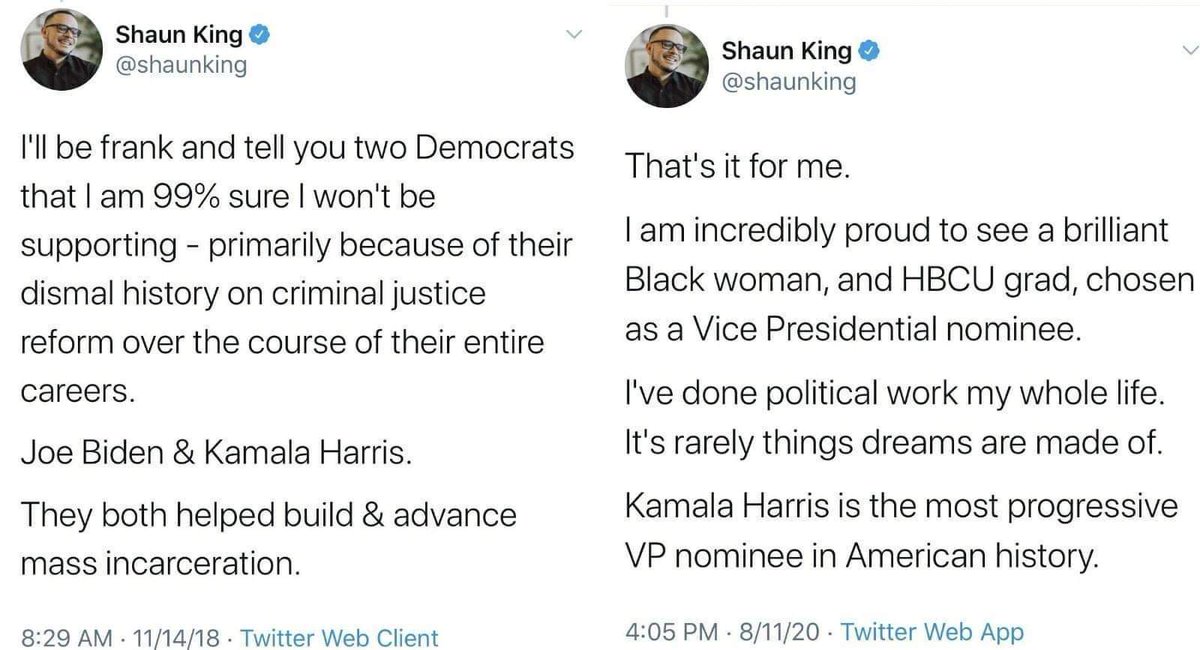 Shaun King
@shaunking
I'll be frank and tell you two Democrats
that I am 99% sure I won't be
supporting - primarily because of their
dismal history on criminal justice
reform over the course of their entire
careers.
Joe Biden & Kamala Harris.
They both helped build & advance
mass incarceration.
8:29 AM · 11/14/18 · Twitter Web Client
Shaun King
@shaunking
That's it for me.
I am incredibly proud to see a brilliant
Black woman, and HBCU grad, chosen
as a Vice Presidential nominee.
I've done political work my whole life.
It's rarely things dreams are made of.
Kamala Harris is the most progressive
VP nominee in American history.
4:05 PM · 8/11/20 · Twitter Web App